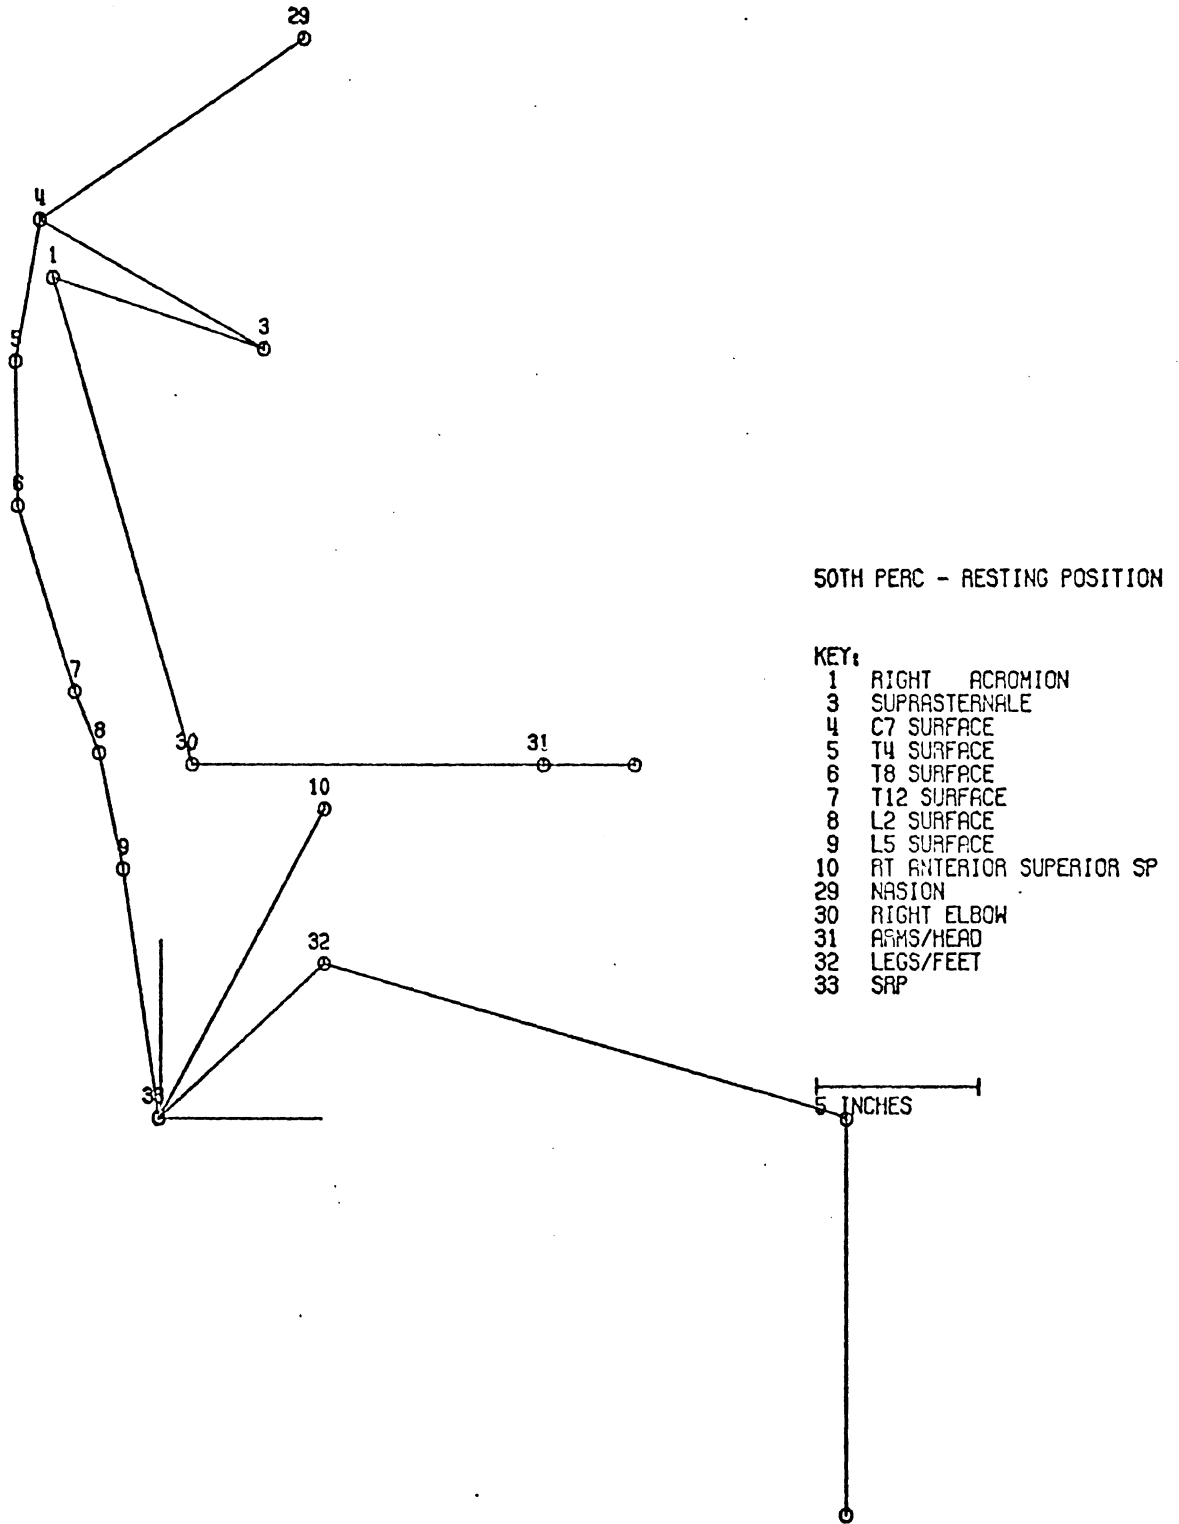 29
4
1
3
5
6
7
8
30
31
10
9
32
33
50TH PERC - RESTING POSITION
KEY:
1 RIGHT ACROMION
3 SUPRASTERNALE
4 C7 SURFACE
5 T4 SURFACE
6 T8 SURFACE
7 T12 SURFACE
8 L2 SURFACE
9 L5 SURFACE
10 RT ANTERIOR SUPERIOR SP
29 NASION
30 RIGHT ELBOW
31 ARMS/HEAD
32 LEGS/FEET
33 SRP
5 INCHES